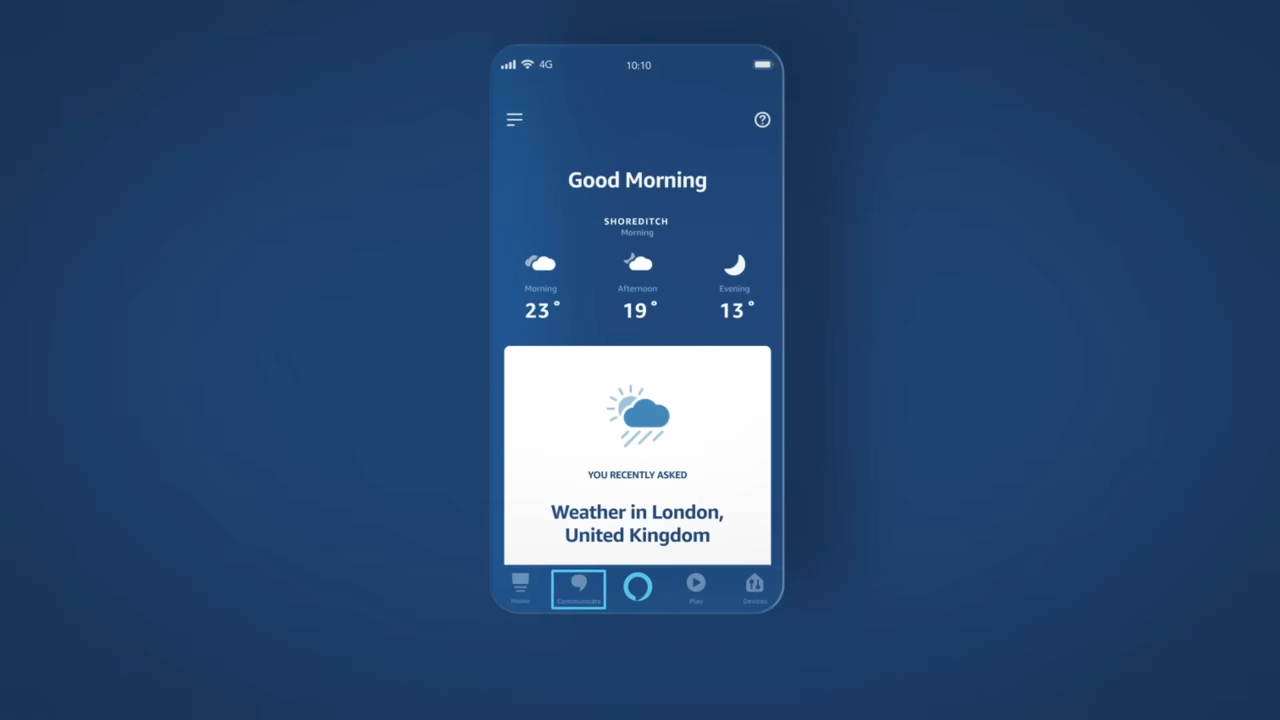 4G 10:10
Good Morning
SHOREDITCH
Morning
Morning Afternoon Evening
23° 19° 13°
YOU RECENTLY ASKED
Weather in London,
United Kingdom
Home Communicate Play Devices